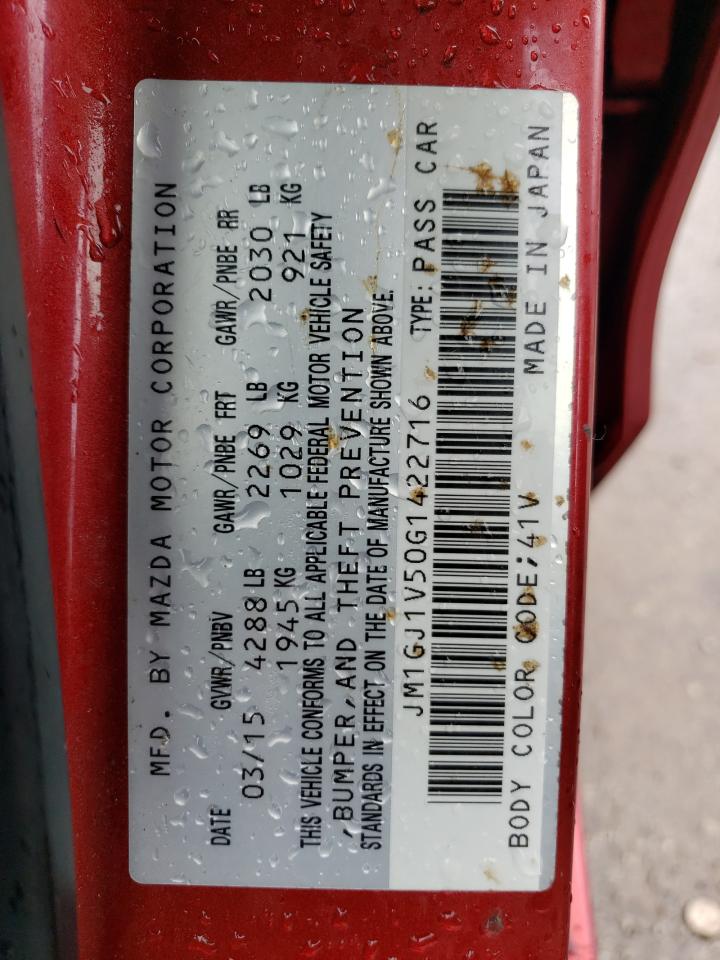 MFD. BY MAZDA MOTOR CORPORATION
DATE GVWR/PNBV GAWR/PNBE FRT GAWR/PNBE RR
03/15 4288 LB 2269 LB 2030 LB
1945 KG 1029 KG 921 KG
THIS VEHICLE CONFORMS TO ALL APPLICABLE FEDERAL MOTOR VEHICLE SAFETY
,BUMPER,AND THEFT PREVENTION
STANDARDS IN EFFECT ON THE DATE OF MANUFACTURE SHOWN ABOVE.
JM1GJ1V50G1422716 TYPE: PASS CAR
BODY COLOR CODE;41V MADE IN JAPAN